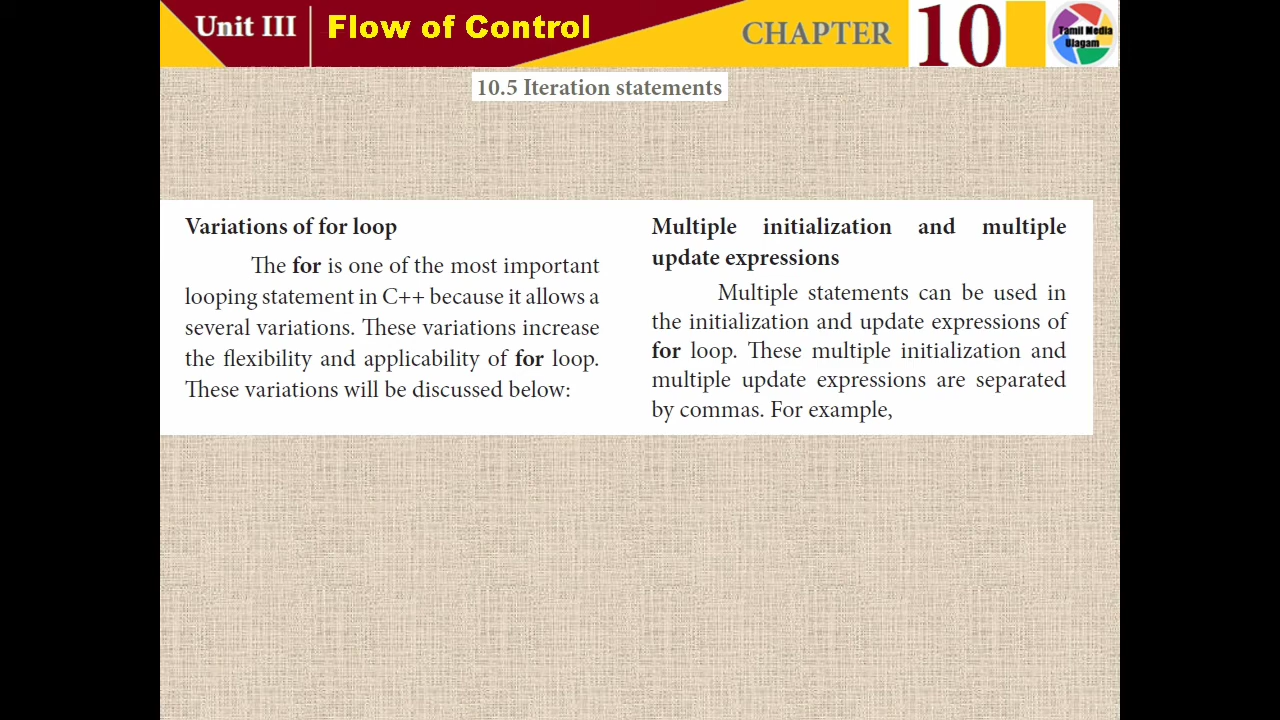 Unit III
Flow of Control
CHAPTER
10
Tamil Media
Ulagam
10.5 Iteration statements
Variations of for loop
The for is one of the most important
looping statement in C++ because it allows a
several variations. These variations increase
the flexibility and applicability of for loop.
These variations will be discussed below:
Multiple initialization and multiple
update expressions
Multiple statements can be used in
the initialization and update expressions of
for loop. These multiple initialization and
multiple update expressions are separated
by commas. For example,